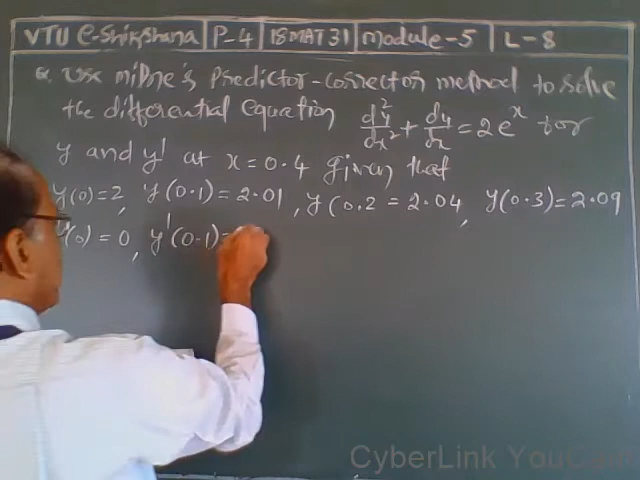 VTU e-Shikshana P-4 18MAT31 Module-5 L-8
Q. Use milne's Predictor-corrector method to solve
the differential equation d²y/dx² + dy/dx = 2e^x for
y and y' at x = 0.4 given that
y(0)=2, y(0.1)=2.01, y(0.2 = 2.04, y(0.3)=2.09
y'(0)=0, y'(0.1)=
CyberLink YouCam